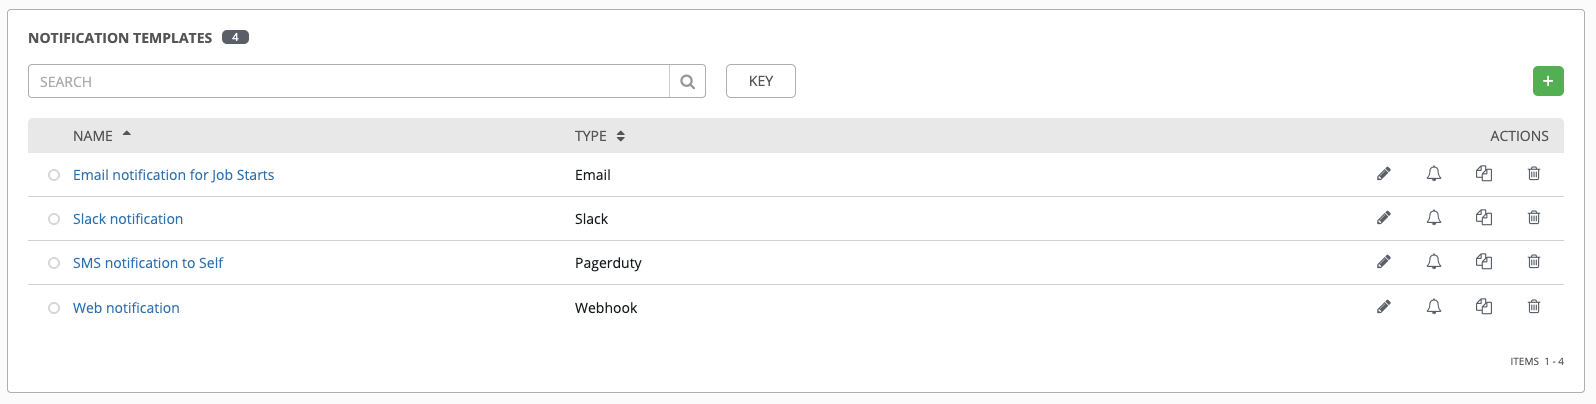 NOTIFICATION TEMPLATES 4
SEARCH KEY +
NAME TYPE ACTIONS
Email notification for Job Starts Email
Slack notification Slack
SMS notification to Self Pagerduty
Web notification Webhook
ITEMS 1 - 4